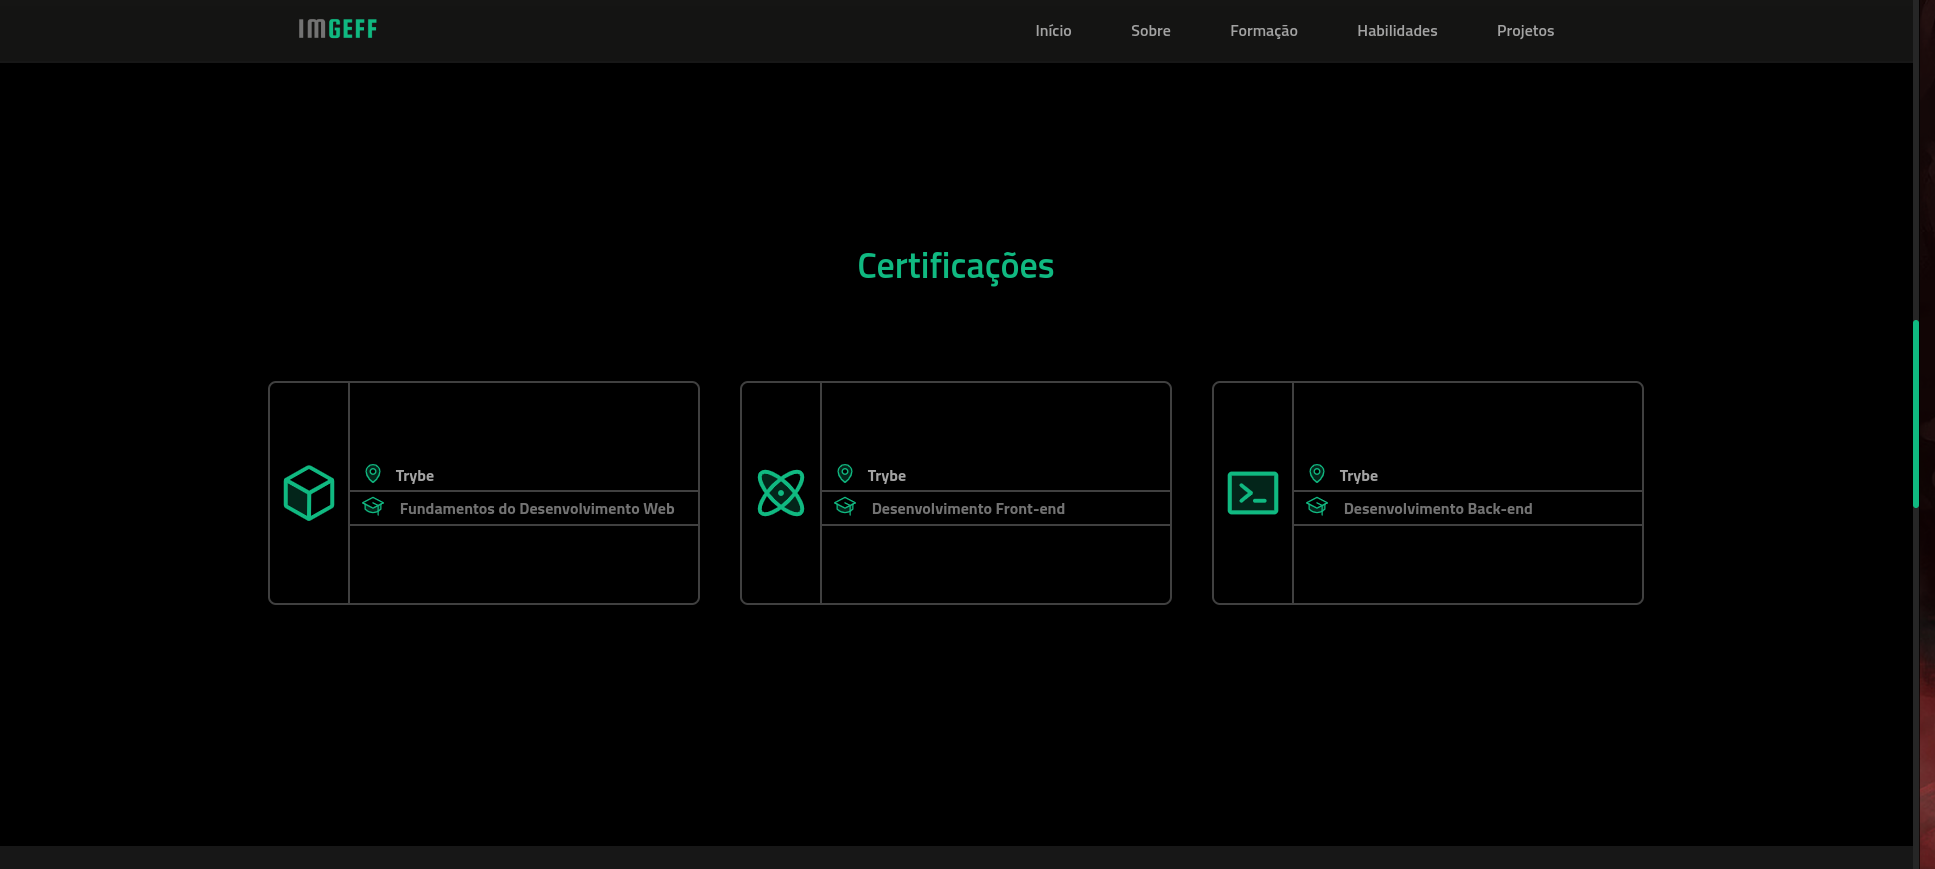 IMGEFF
Início
Sobre
Formação
Habilidades
Projetos
Certificações
Trybe
Fundamentos do Desenvolvimento Web
Trybe
Desenvolvimento Front-end
Trybe
Desenvolvimento Back-end